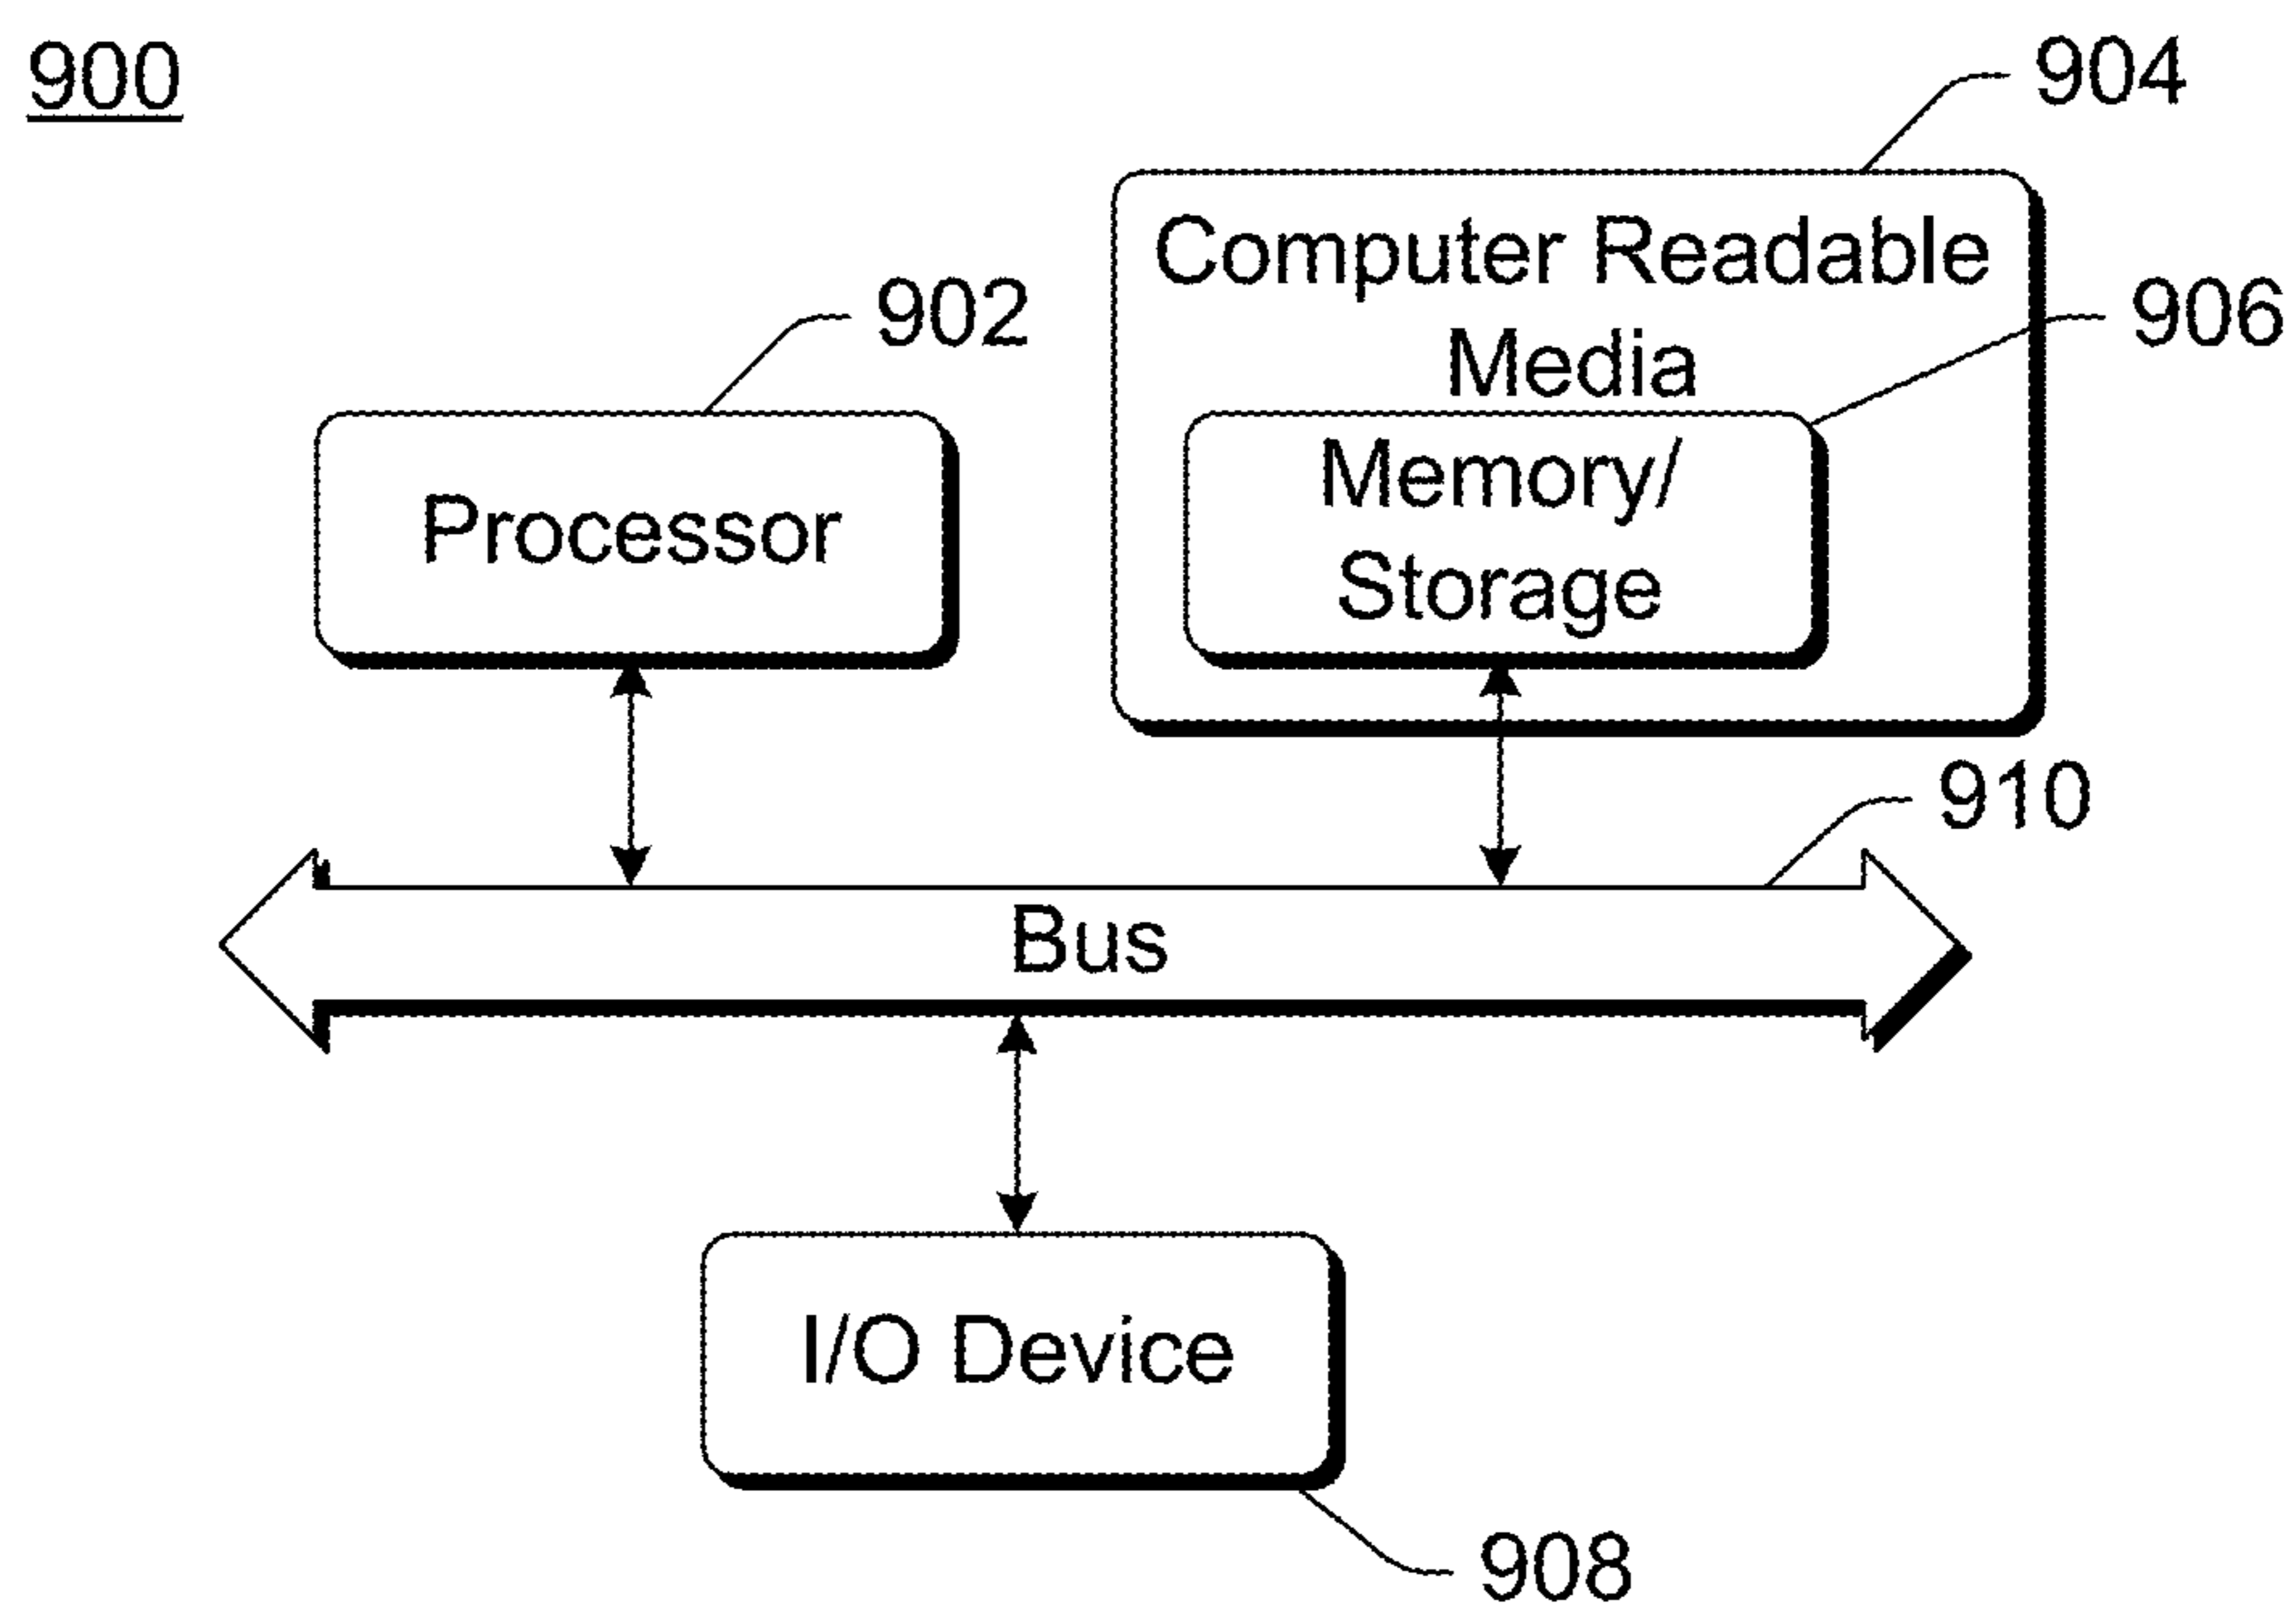 900
904
Computer Readable
Media
902
906
Memory/
Storage
Processor
910
Bus
I/O Device
908